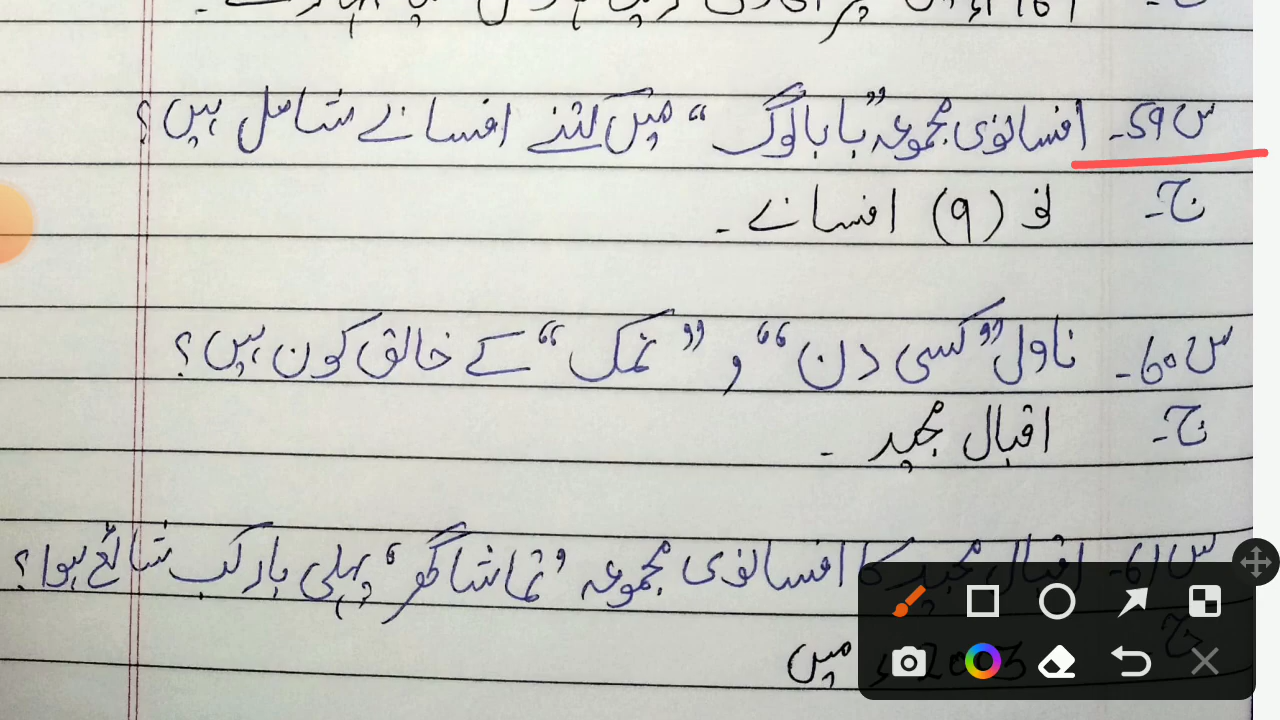 س 59۔ افسانوی مجموعہ ”بابا لوگ“ میں کتنے افسانے شامل ہیں؟
ج۔ نو (9) افسانے۔
س 60۔ ناول ”کسی دن“ و ”نمک“ کے خالق کون ہیں؟
ج۔ اقبال مجید۔
س 61۔ اقبال مجید کا افسانوی مجموعہ ’تماشا گھر‘ پہلی بار کب شائع ہوا؟
ج۔ 2003ء میں